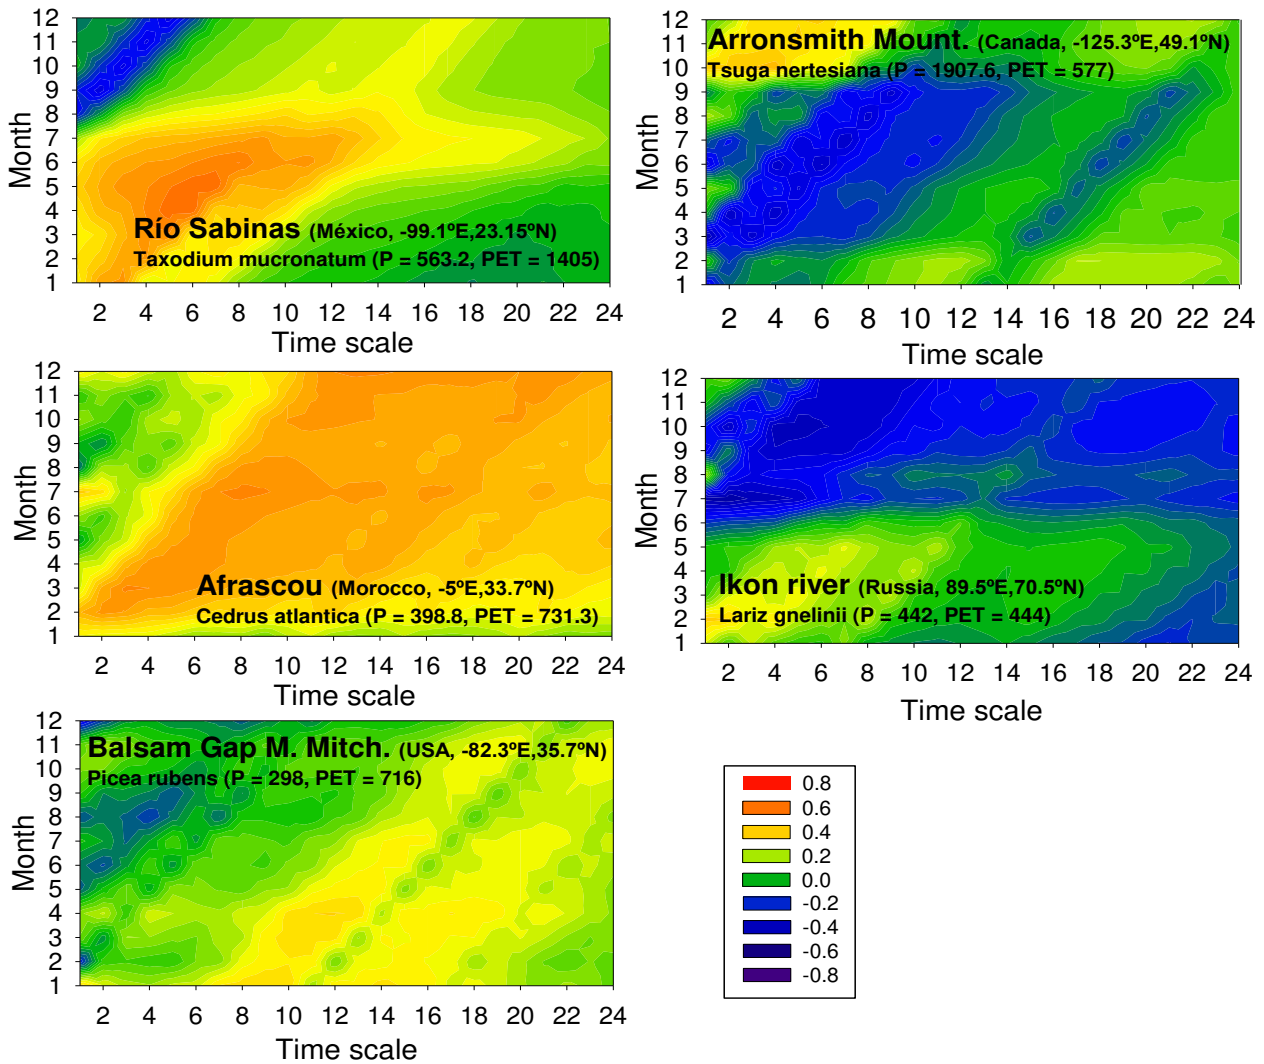 Río Sabinas (México, -99.1ºE,23.15ºN)
Taxodium mucronatum (P = 563.2, PET = 1405)
Month
12
11
10
9
8
7
6
5
4
3
2
1
2 4 6 8 10 12 14 16 18 20 22 24
Time scale
Arronsmith Mount. (Canada, -125.3ºE,49.1ºN)
Tsuga nertesiana (P = 1907.6, PET = 577)
Month
12
11
10
9
8
7
6
5
4
3
2
1
2 4 6 8 10 12 14 16 18 20 22 24
Time scale
Afrascou (Morocco, -5ºE,33.7ºN)
Cedrus atlantica (P = 398.8, PET = 731.3)
Month
12
11
10
9
8
7
6
5
4
3
2
1
2 4 6 8 10 12 14 16 18 20 22 24
Time scale
Ikon river (Russia, 89.5ºE,70.5ºN)
Lariz gnelinii (P = 442, PET = 444)
Month
12
11
10
9
8
7
6
5
4
3
2
1
2 4 6 8 10 12 14 16 18 20 22 24
Time scale
Balsam Gap M. Mitch. (USA, -82.3ºE,35.7ºN)
Picea rubens (P = 298, PET = 716)
Month
12
11
10
9
8
7
6
5
4
3
2
1
2 4 6 8 10 12 14 16 18 20 22 24
Time scale
0.8
0.6
0.4
0.2
0.0
-0.2
-0.4
-0.6
-0.8